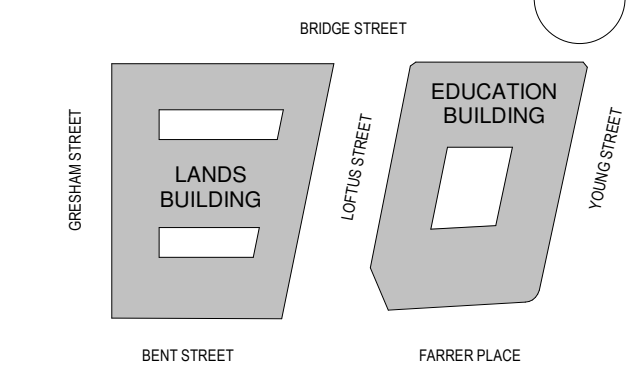 BRIDGE STREET
GRESHAM STREET
LANDS
BUILDING
LOFTUS STREET
EDUCATION
BUILDING
YOUNG STREET
BENT STREET
FARRER PLACE